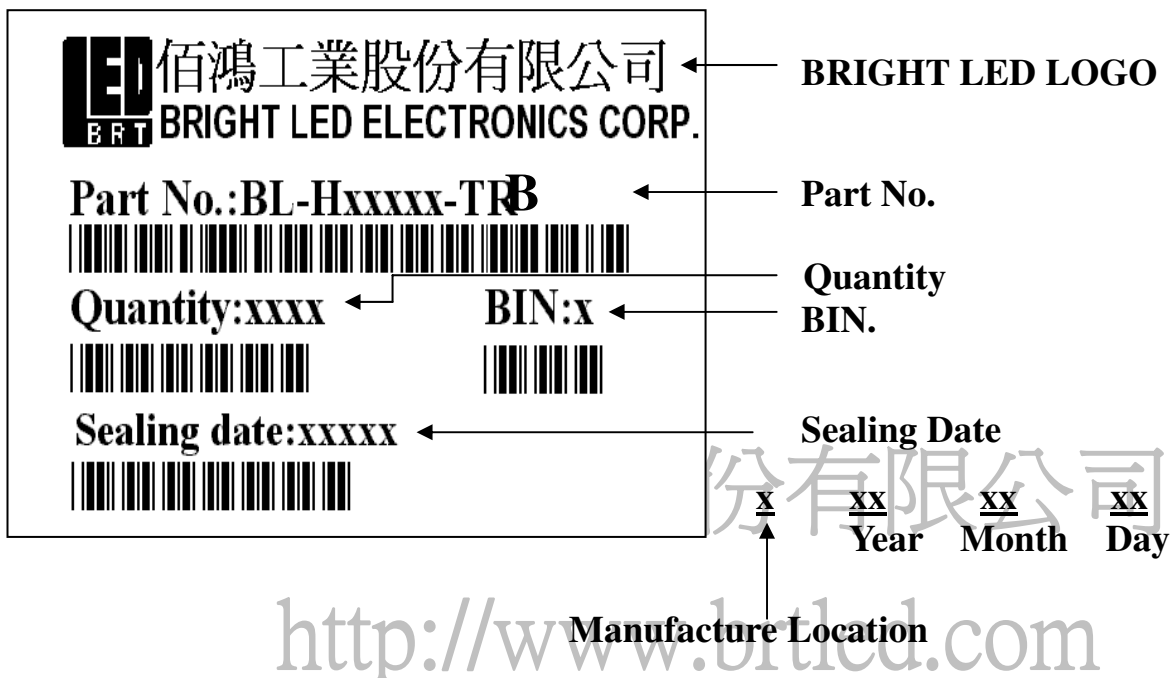 LED 佰鴻工業股份有限公司 BRIGHT LED LOGO
BRT BRIGHT LED ELECTRONICS CORP.
Part No.:BL-Hxxxxx-TRB Part No.
Quantity
Quantity:xxxx BIN:x BIN.
Sealing date:xxxxx Sealing Date
份有限公司
x xx xx xx
Year Month Day
Manufacture Location
http://www.brtled.com